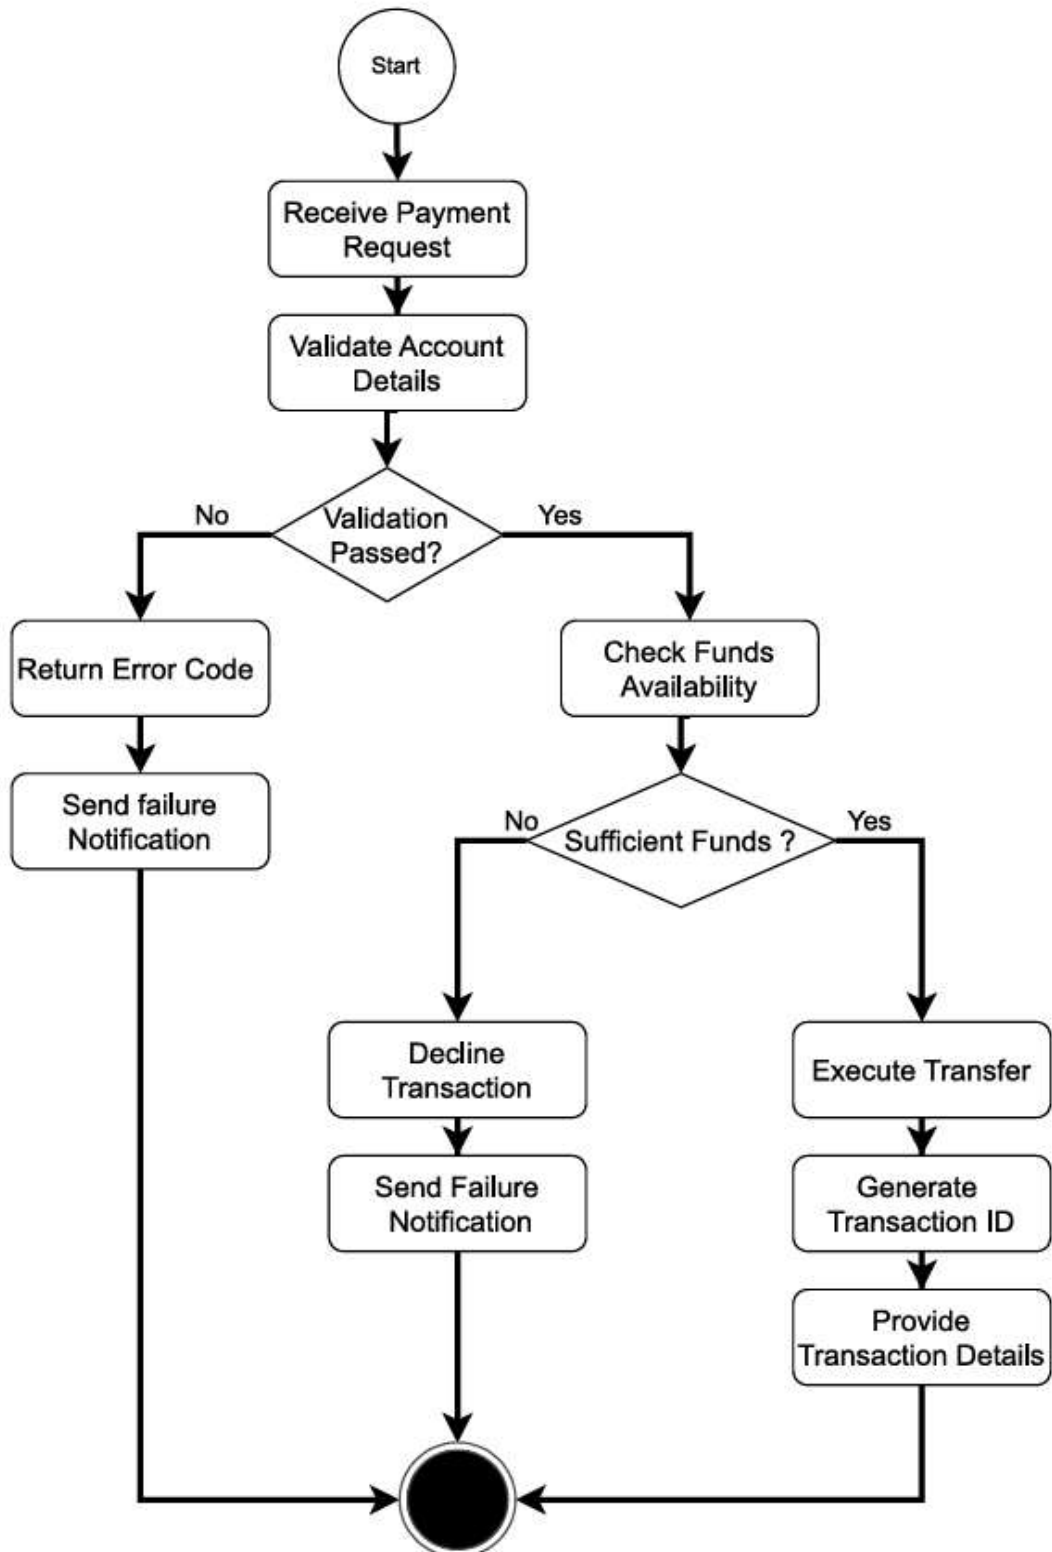 Start
Receive Payment
Request
Validate Account
Details
Validation
Passed?
No
Yes
Return Error Code
Check Funds
Availability
Send failure
Notification
No
Sufficient Funds ?
Yes
Decline
Transaction
Execute Transfer
Send Failure
Notification
Generate
Transaction ID
Provide
Transaction Details